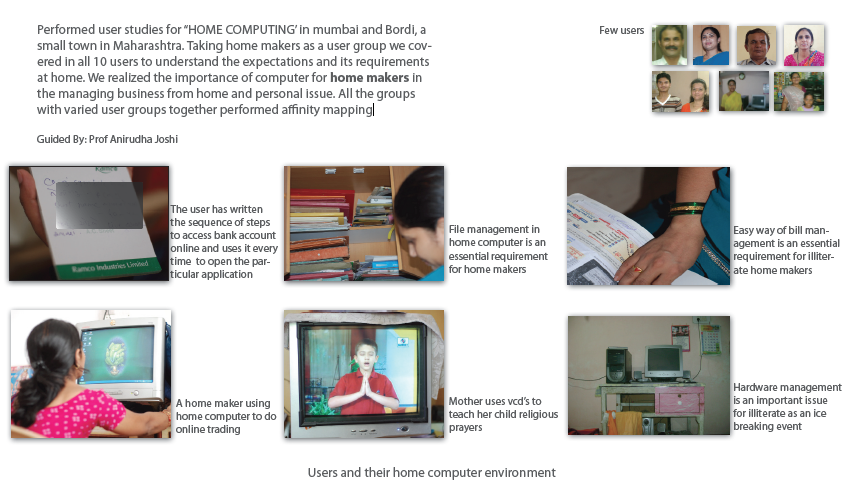 Performed user studies for “HOME COMPUTING’ in mumbai and Bordi, a
small town in Maharashtra. Taking home makers as a user group we cov-
ered in all 10 users to understand the expectations and its requirements
at home. We realized the importance of computer for home makers in
the managing business from home and personal issue. All the groups
with varied user groups together performed affinity mapping
Guided By: Prof Anirudha Joshi
Few users
Ramco Industries Limited
The user has written
the sequence of steps
to access bank account
online and uses it every
time to open the par-
ticular application
File management in
home computer is an
essential requirement
for home makers
Easy way of bill man-
agement is an essential
requirement for illiter-
ate home makers
A home maker using
home computer to do
online trading
Mother uses vcd’s to
teach her child religious
prayers
Hardware management
is an important issue
for illiterate as an ice
breaking event
Users and their home computer environment